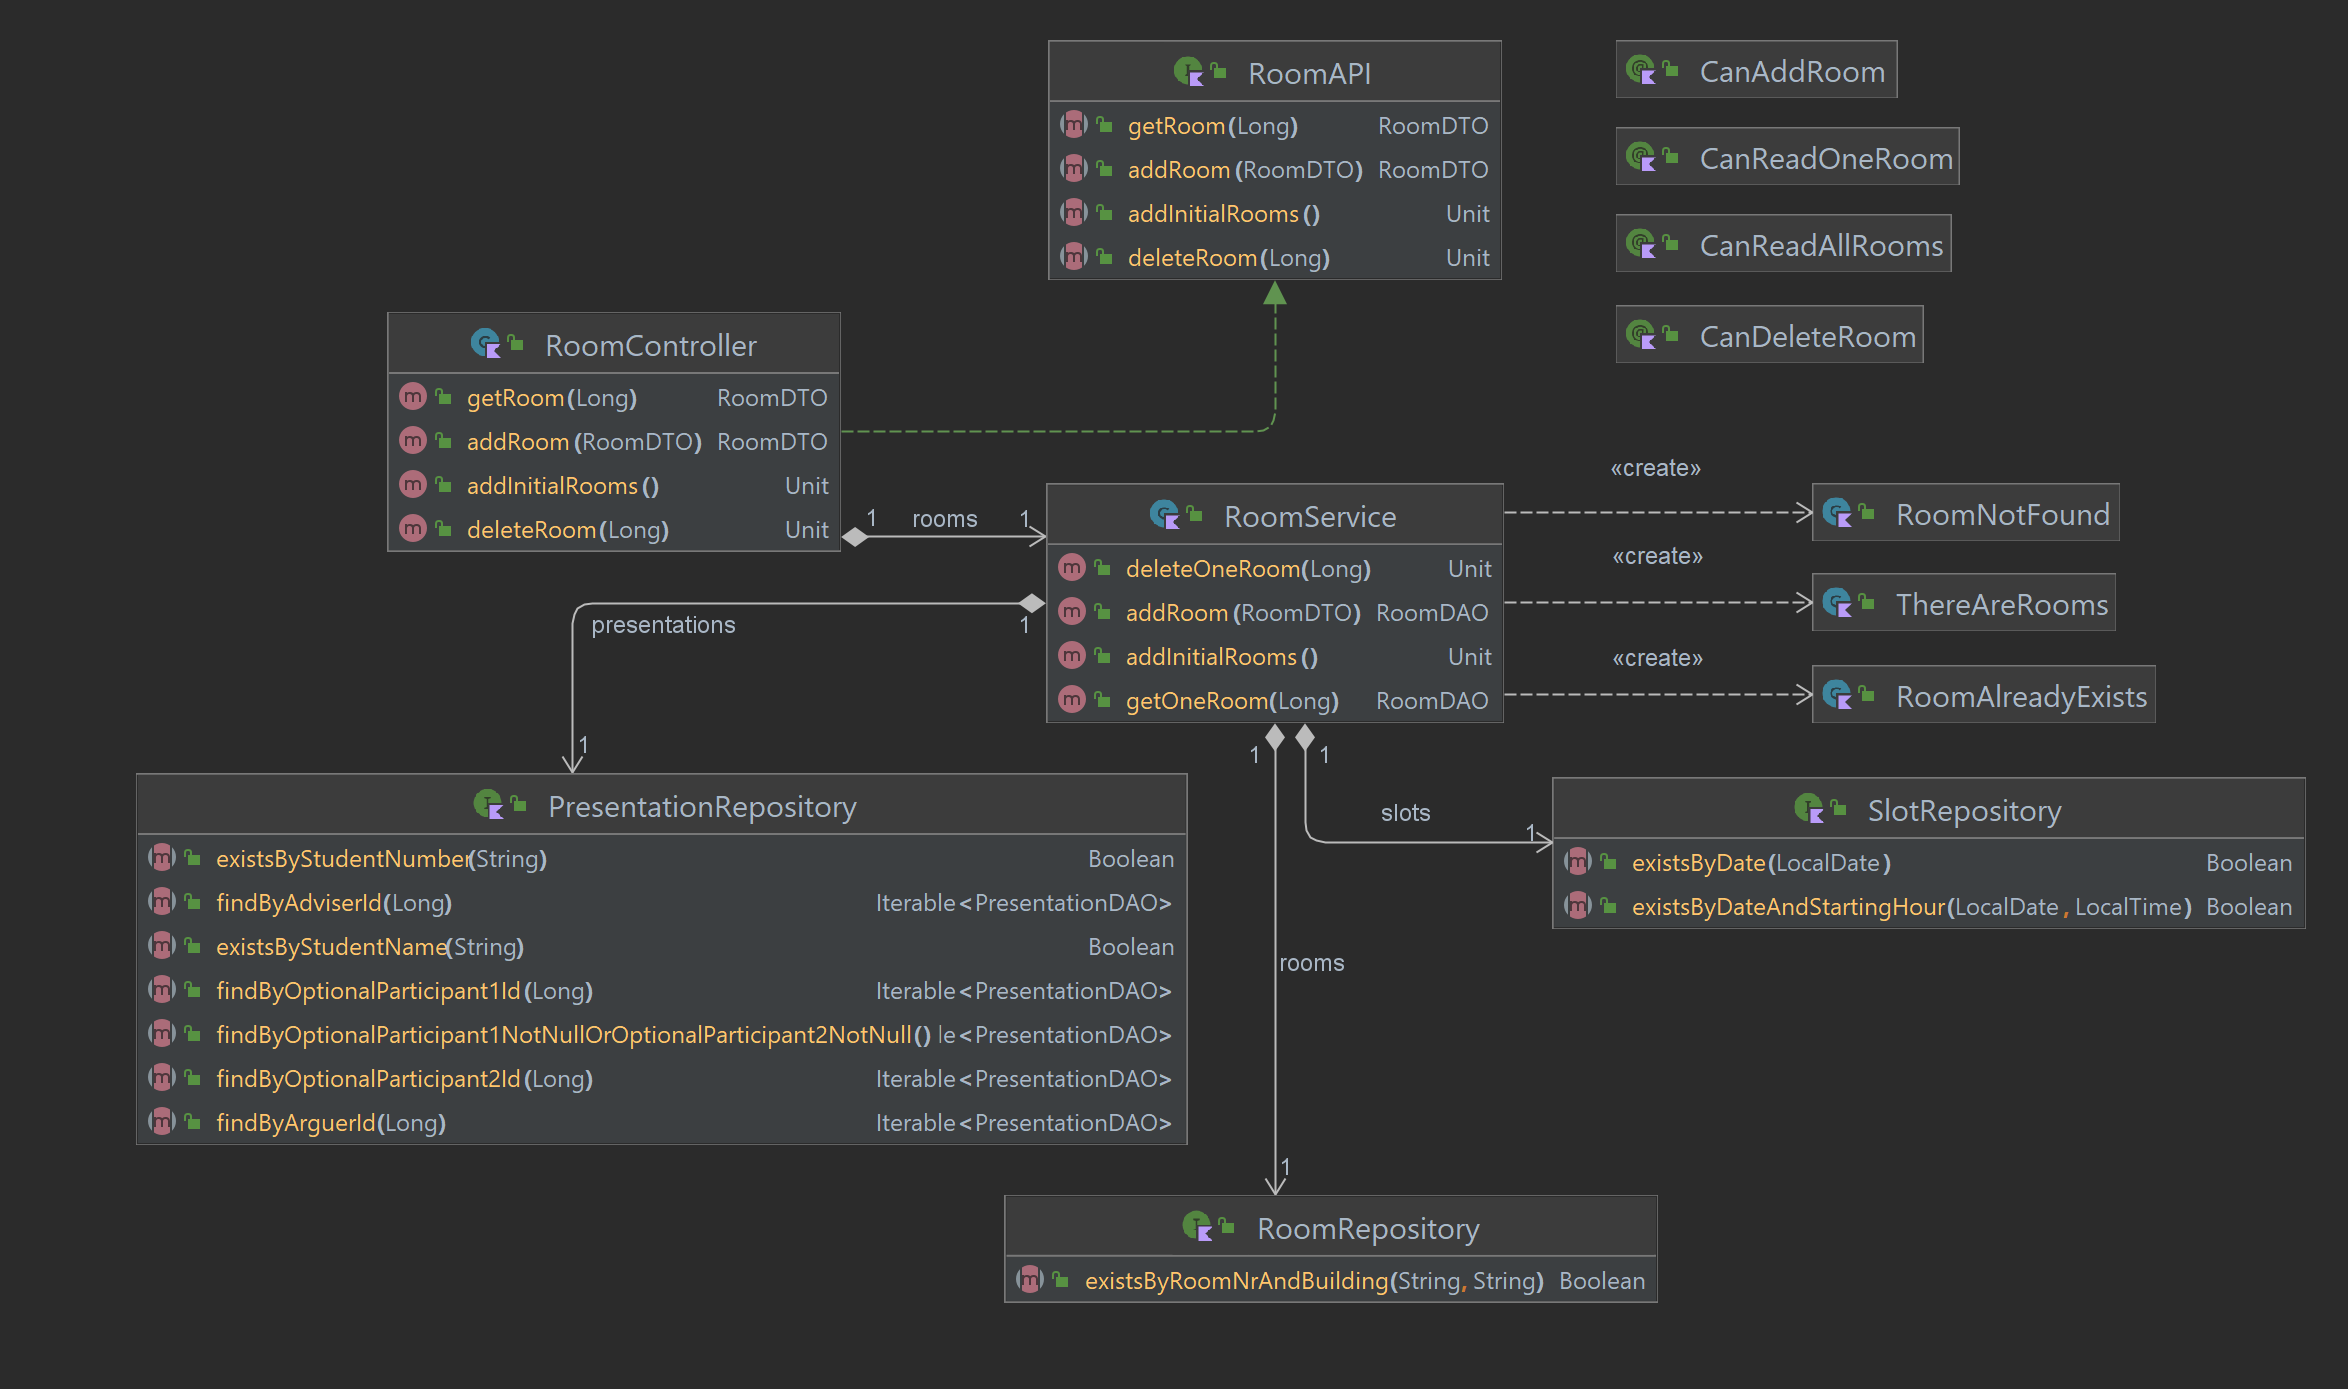 RoomAPI
getRoom(Long) RoomDTO
addRoom(RoomDTO) RoomDTO
addInitialRooms() Unit
deleteRoom(Long) Unit
CanAddRoom
CanReadOneRoom
CanReadAllRooms
CanDeleteRoom
RoomController
getRoom(Long) RoomDTO
addRoom(RoomDTO) RoomDTO
addInitialRooms() Unit
deleteRoom(Long) Unit
1 rooms 1
RoomService
deleteOneRoom(Long) Unit
addRoom(RoomDTO) RoomDAO
addInitialRooms() Unit
getOneRoom(Long) RoomDAO
«create»
RoomNotFound
«create»
ThereAreRooms
«create»
RoomAlreadyExists
presentations 1
1
1 1
slots 1
rooms
1
PresentationRepository
existsByStudentNumber(String) Boolean
findByAdviserId(Long) Iterable<PresentationDAO>
existsByStudentName(String) Boolean
findByOptionalParticipant1Id(Long) Iterable<PresentationDAO>
findByOptionalParticipant1NotNullOrOptionalParticipant2NotNull() le<PresentationDAO>
findByOptionalParticipant2Id(Long) Iterable<PresentationDAO>
findByArguerId(Long) Iterable<PresentationDAO>
SlotRepository
existsByDate(LocalDate) Boolean
existsByDateAndStartingHour(LocalDate, LocalTime) Boolean
RoomRepository
existsByRoomNrAndBuilding(String, String) Boolean